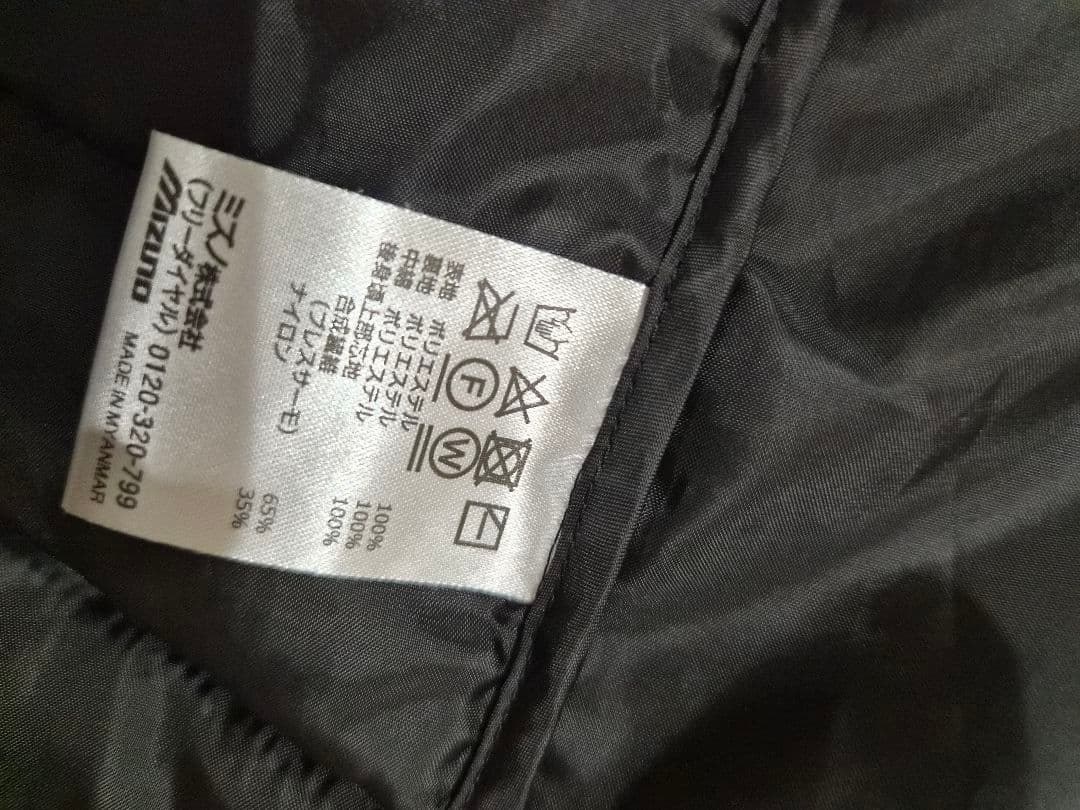 F W
表地 ポリエステル 100%
裏地 ポリエステル 100%
中綿 ポリエステル 100%
後身頃上部
合成繊維
(ブレスサーモ) 65%
ナイロン 35%
ミズノ株式会社
(フリーダイヤル) 0120-320-799
MIZUNO MADE IN MYANMAR